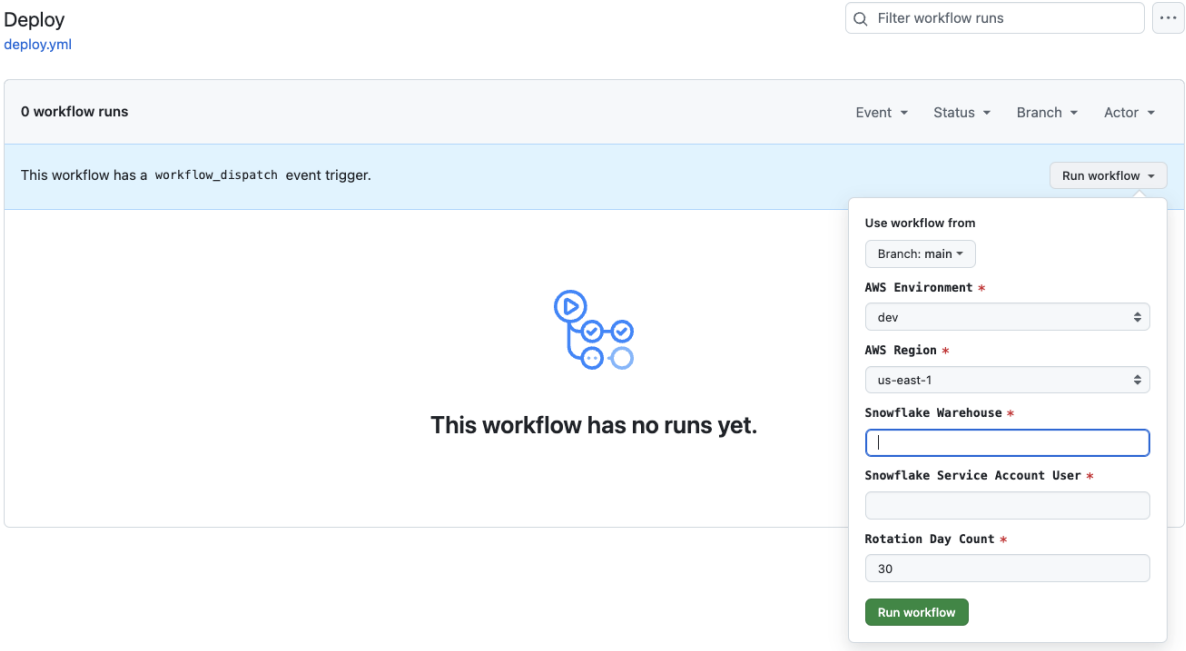 Deploy
Filter workflow runs
deploy.yml
0 workflow runs
Event Status Branch Actor
This workflow has a workflow_dispatch event trigger.
Run workflow
Use workflow from
Branch: main
AWS Environment *
dev
AWS Region *
us-east-1
Snowflake Warehouse *
Snowflake Service Account User *
Rotation Day Count *
30
Run workflow
This workflow has no runs yet.